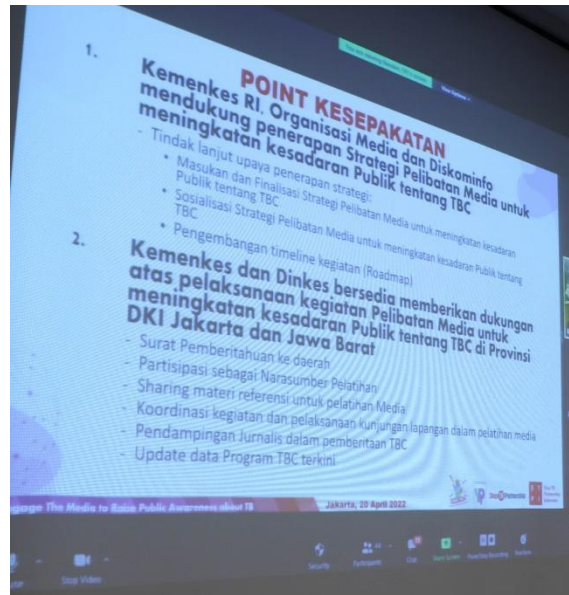 POINT KESEPAKATAN
1. Kemenkes RI, Organisasi Media dan Diskominfo
mendukung penerapan Strategi Pelibatan Media untuk
meningkatan kesadaran Publik tentang TBC
- Tindak lanjut upaya penerapan strategi:
• Masukan dan Finalisasi Strategi Pelibatan Media untuk meningkatan kesadaran
Publik tentang TBC
• Sosialisasi Strategi Pelibatan Media untuk meningkatan kesadaran Publik tentang
TBC
• Pengembangan timeline kegiatan (Roadmap)
2. Kemenkes dan Dinkes bersedia memberikan dukungan
atas pelaksanaan kegiatan Pelibatan Media untuk
meningkatan kesadaran Publik tentang TBC di Provinsi
DKI Jakarta dan Jawa Barat
- Surat Pemberitahuan ke daerah
- Partisipasi sebagai Narasumber Pelatihan
- Sharing materi referensi untuk pelatihan Media
- Koordinasi kegiatan dan pelaksanaan kunjungan lapangan dalam pelatihan media
- Pendampingan Jurnalis dalam pemberitaan TBC
- Update data Program TBC terkini
gage The Media to Raise Public Awareness about TB
Jakarta, 20 April 2022
Stop Video
Security
Participants
Chat
Share Screen
Pause/Stop Recording
Reactions